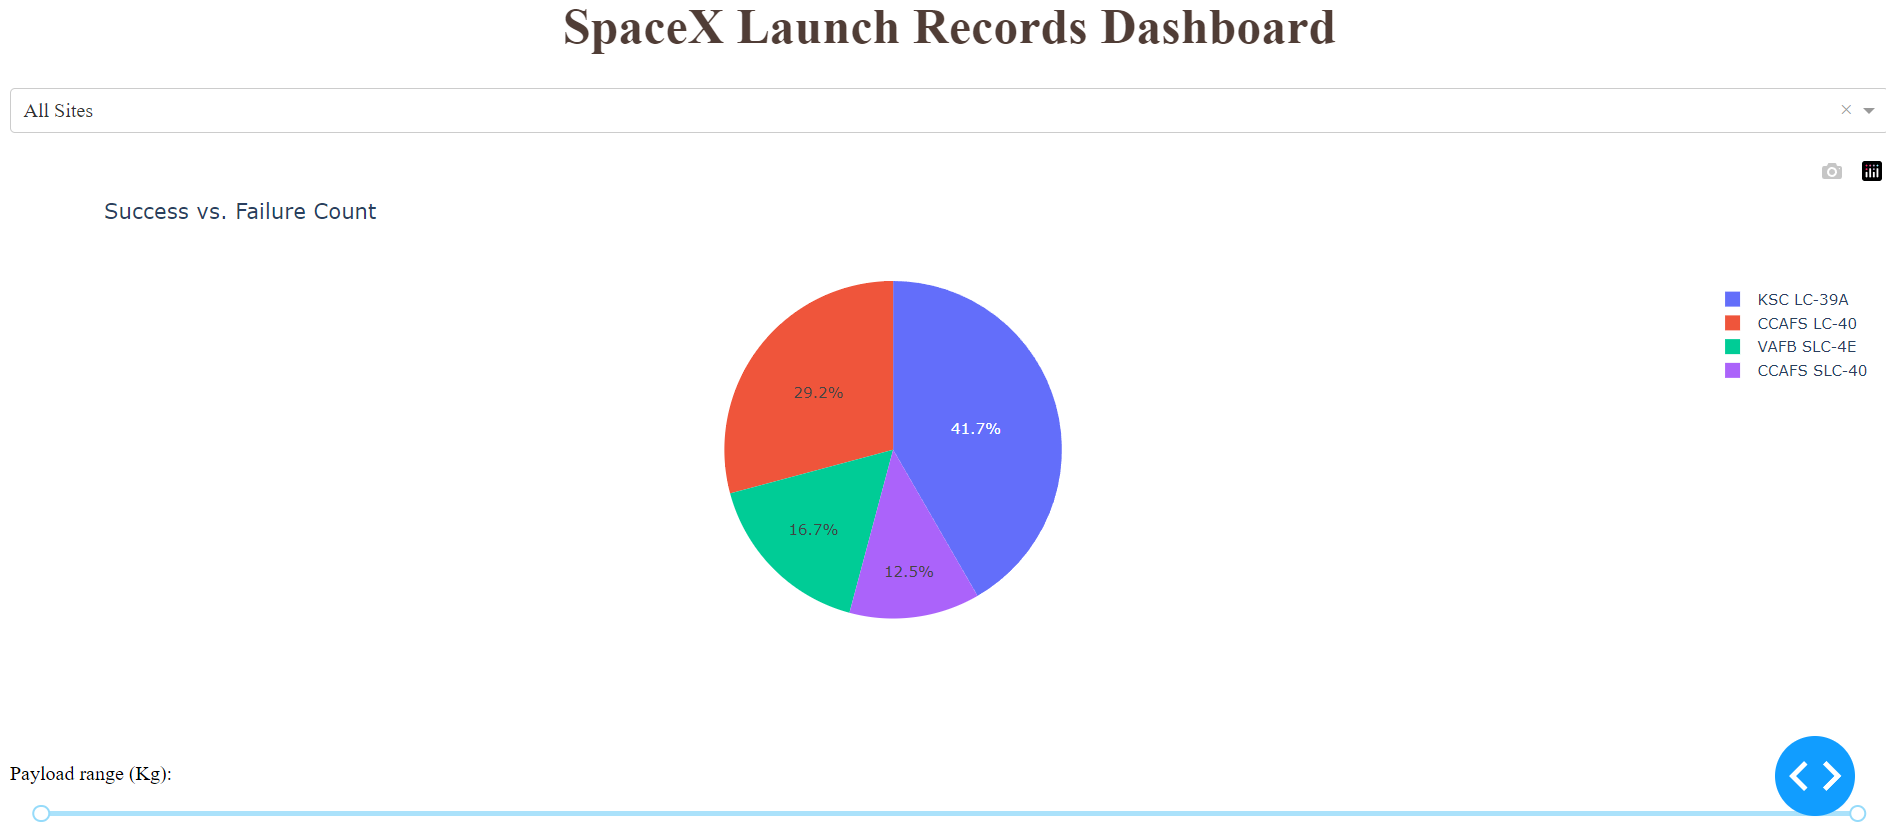 SpaceX Launch Records Dashboard
All Sites
Success vs. Failure Count
KSC LC-39A
CCAFS LC-40
VAFB SLC-4E
CCAFS SLC-40
29.2%
41.7%
16.7%
12.5%
Payload range (Kg):